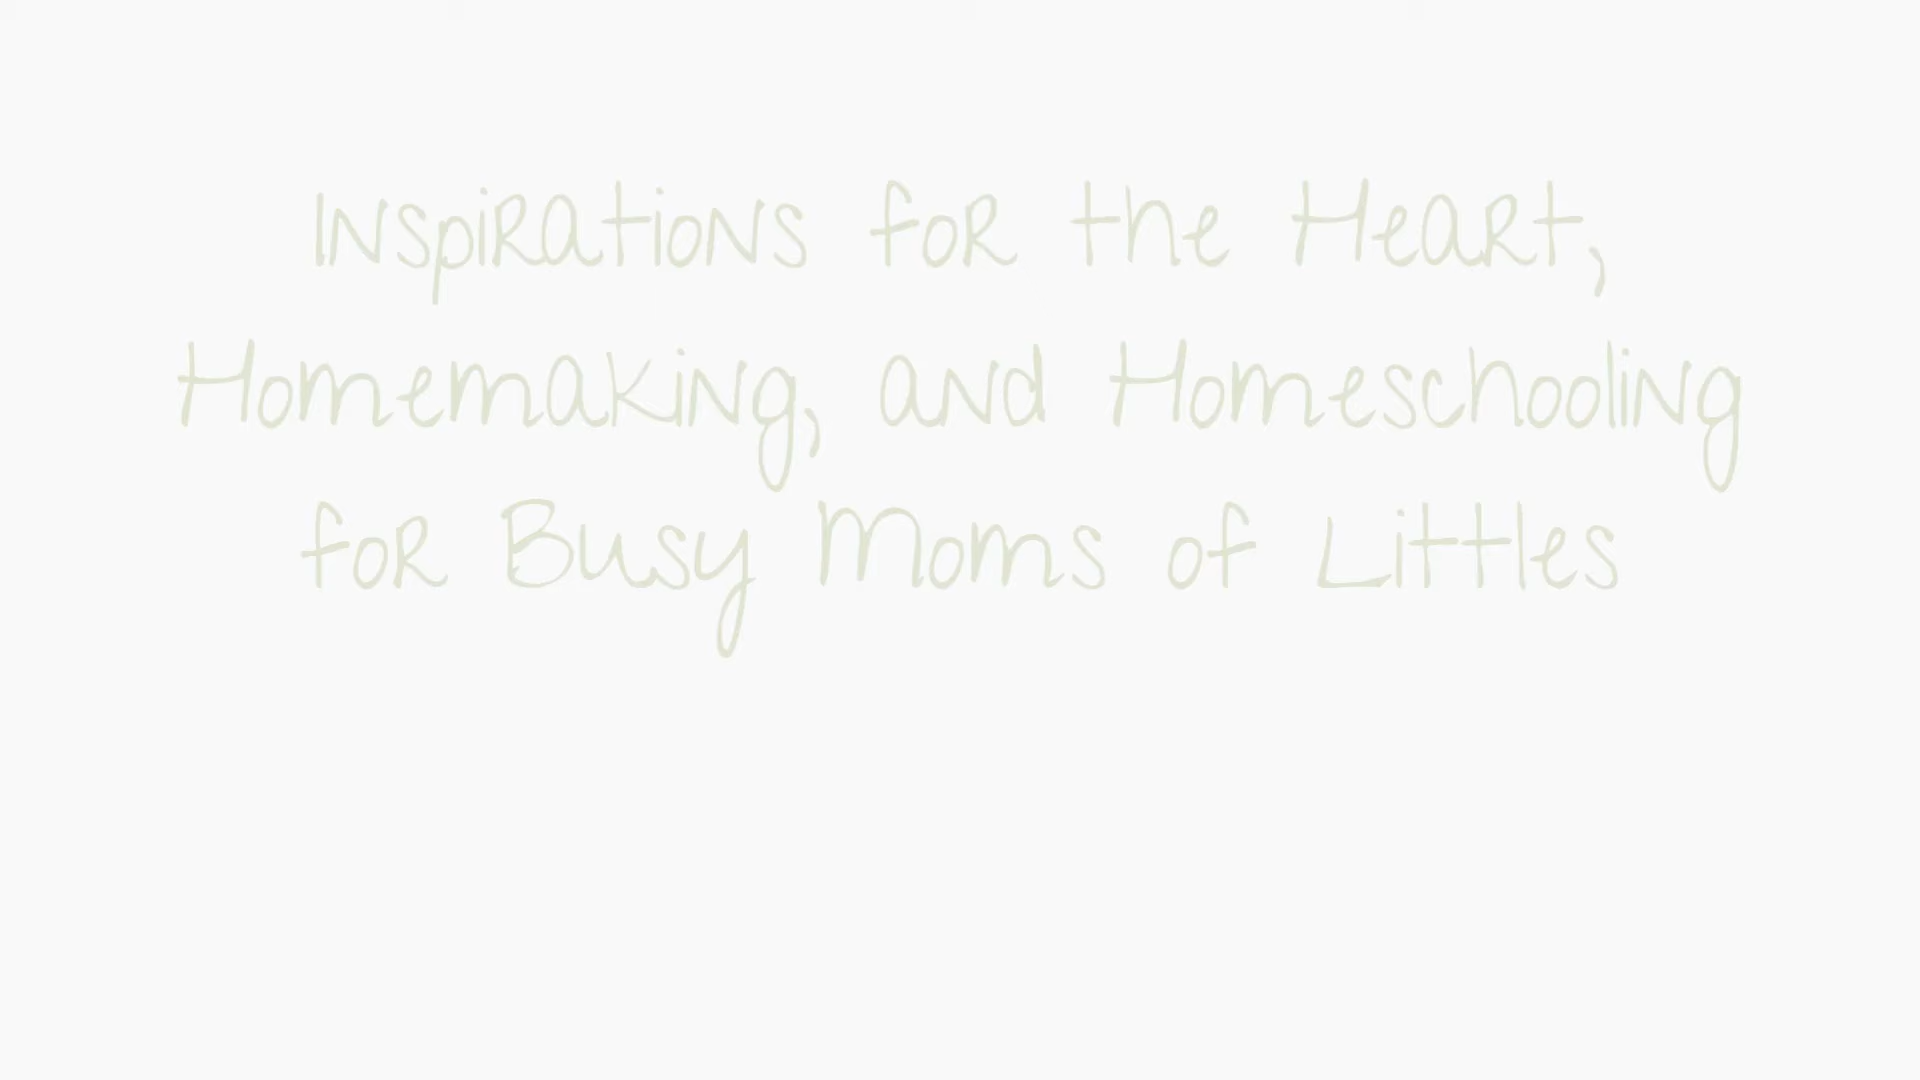 Inspirations for the Heart,
Homemaking, and Homeschooling
for Busy Moms of Littles